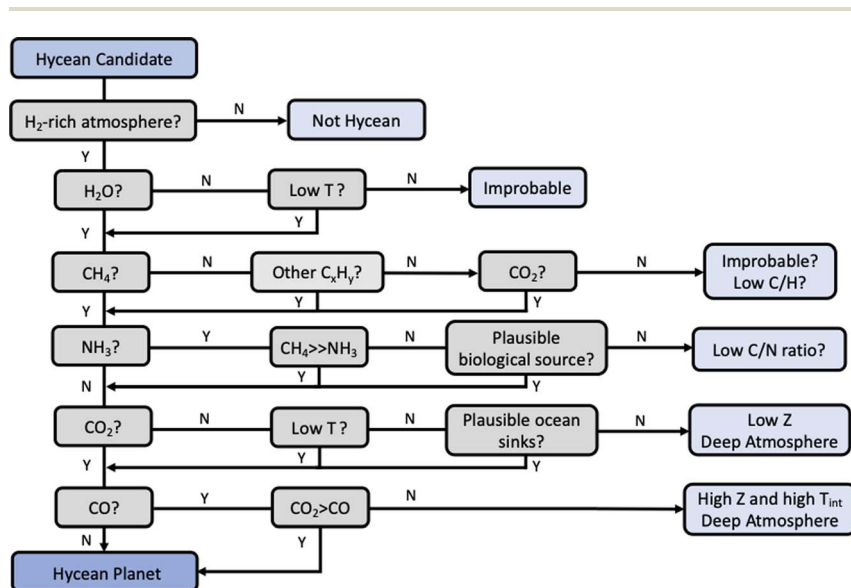 Hycean Candidate
H₂-rich atmosphere?
N
Not Hycean
Y
H₂O?
N
Low T?
N
Improbable
Y
Y
CH₄?
N
Other CₓHᵧ?
N
CO₂?
N
Improbable?
Low C/H?
Y
Y
Y
NH₃?
Y
CH₄>>NH₃
N
Plausible
biological source?
N
Low C/N ratio?
N
Y
Y
CO₂?
N
Low T?
N
Plausible ocean
sinks?
N
Low Z
Deep Atmosphere
Y
Y
Y
CO?
Y
CO₂>CO
N
High Z and high Tᵢₙₜ
Deep Atmosphere
N
Y
Hycean Planet